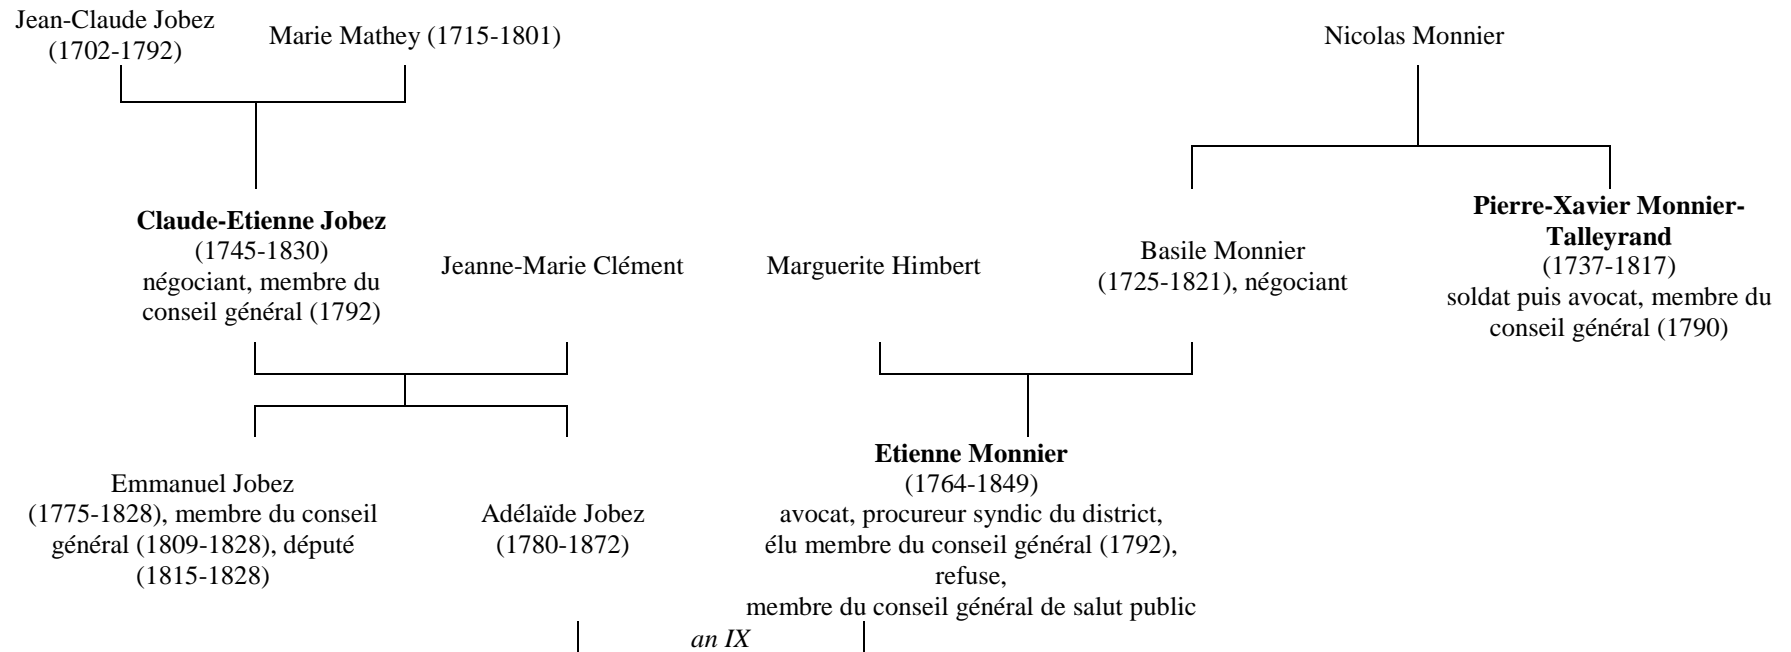 Jean-Claude Jobez
(1702-1792)
Marie Mathey (1715-1801)
Nicolas Monnier
Claude-Etienne Jobez
(1745-1830)
négociant, membre du
conseil général (1792)
Jeanne-Marie Clément
Marguerite Himbert
Basile Monnier
(1725-1821), négociant
Pierre-Xavier Monnier-
Talleyrand
(1737-1817)
soldat puis avocat, membre du
conseil général (1790)
Emmanuel Jobez
(1775-1828), membre du conseil
général (1809-1828), député
(1815-1828)
Adélaïde Jobez
(1780-1872)
Etienne Monnier
(1764-1849)
avocat, procureur syndic du district,
élu membre du conseil général (1792),
refuse,
membre du conseil général de salut public
an IX